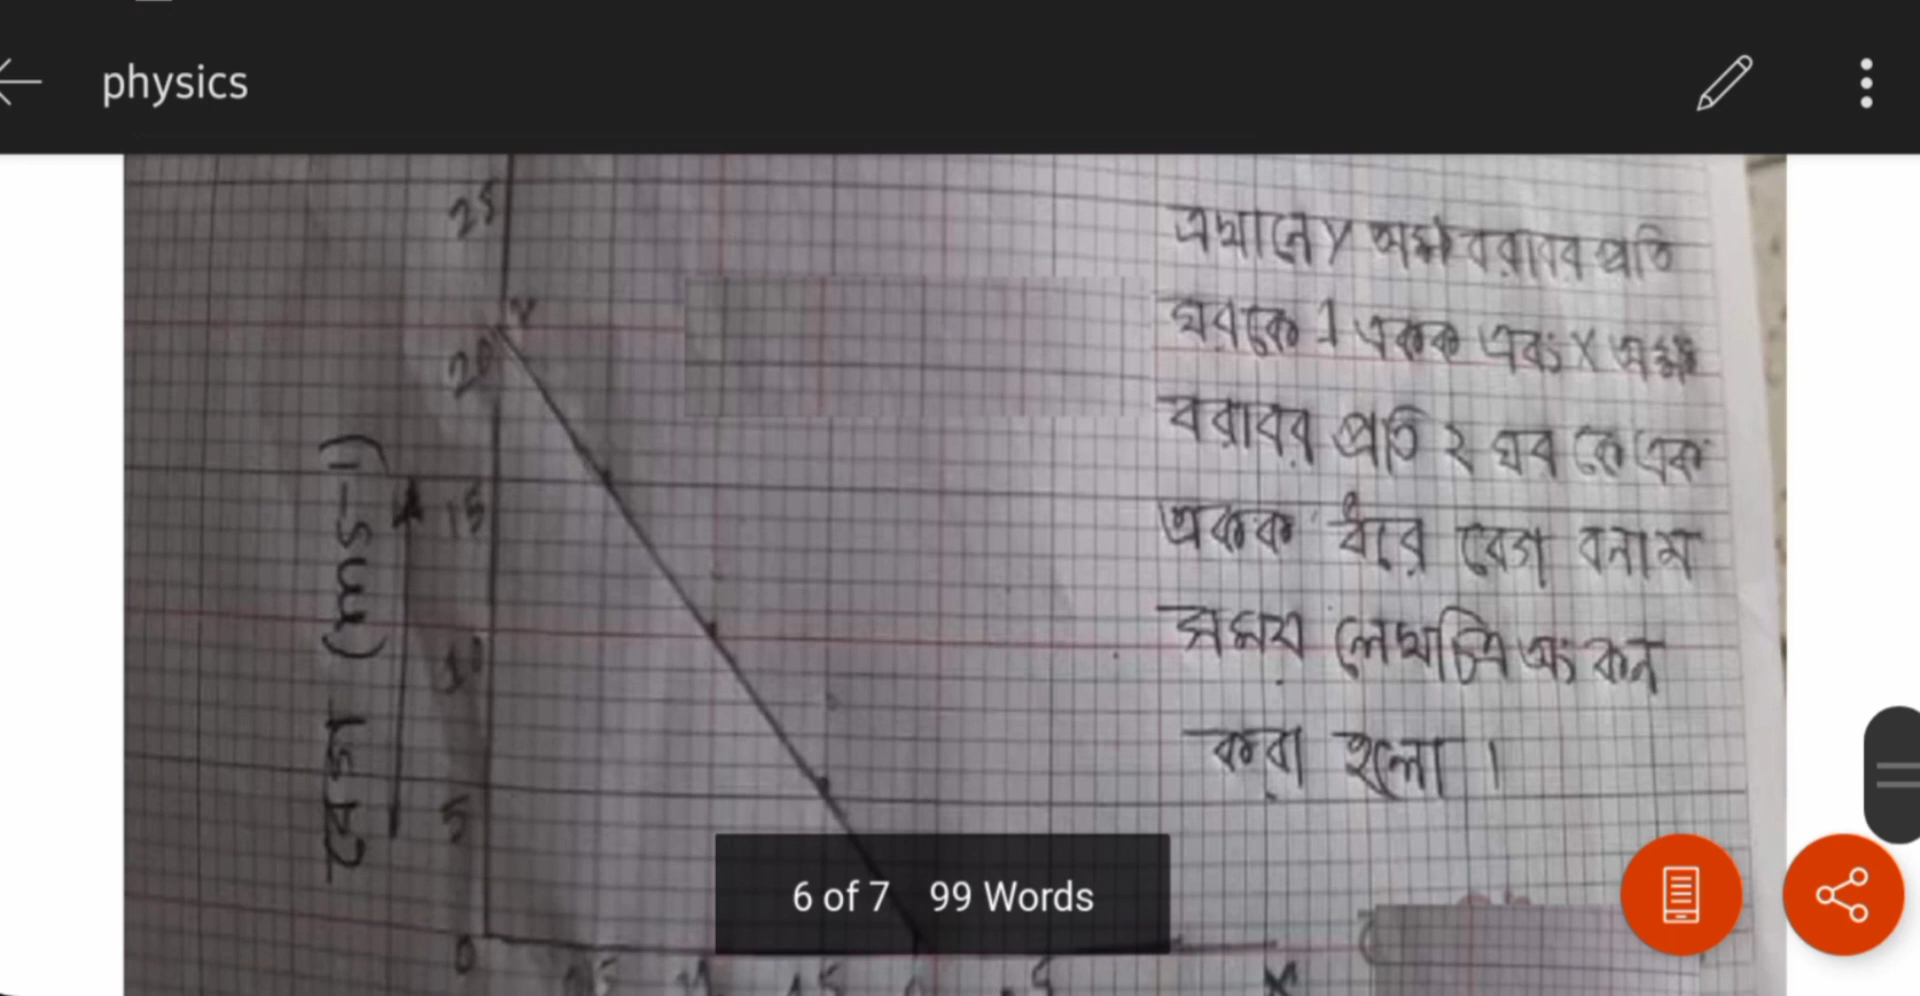 physics
25
এখানে Y অক্ষ বরাবর প্রতি
ঘরকে 1 একক এবং X অক্ষ
20
বরাবর প্রতি ২ ঘর কে এক
একক ধরে বেগ বনাম
15
সময় লেখচিত্র অংকন
10
করা হলো ।
বেগ (ms-1)
5
6 of 7 99 Words
0
X